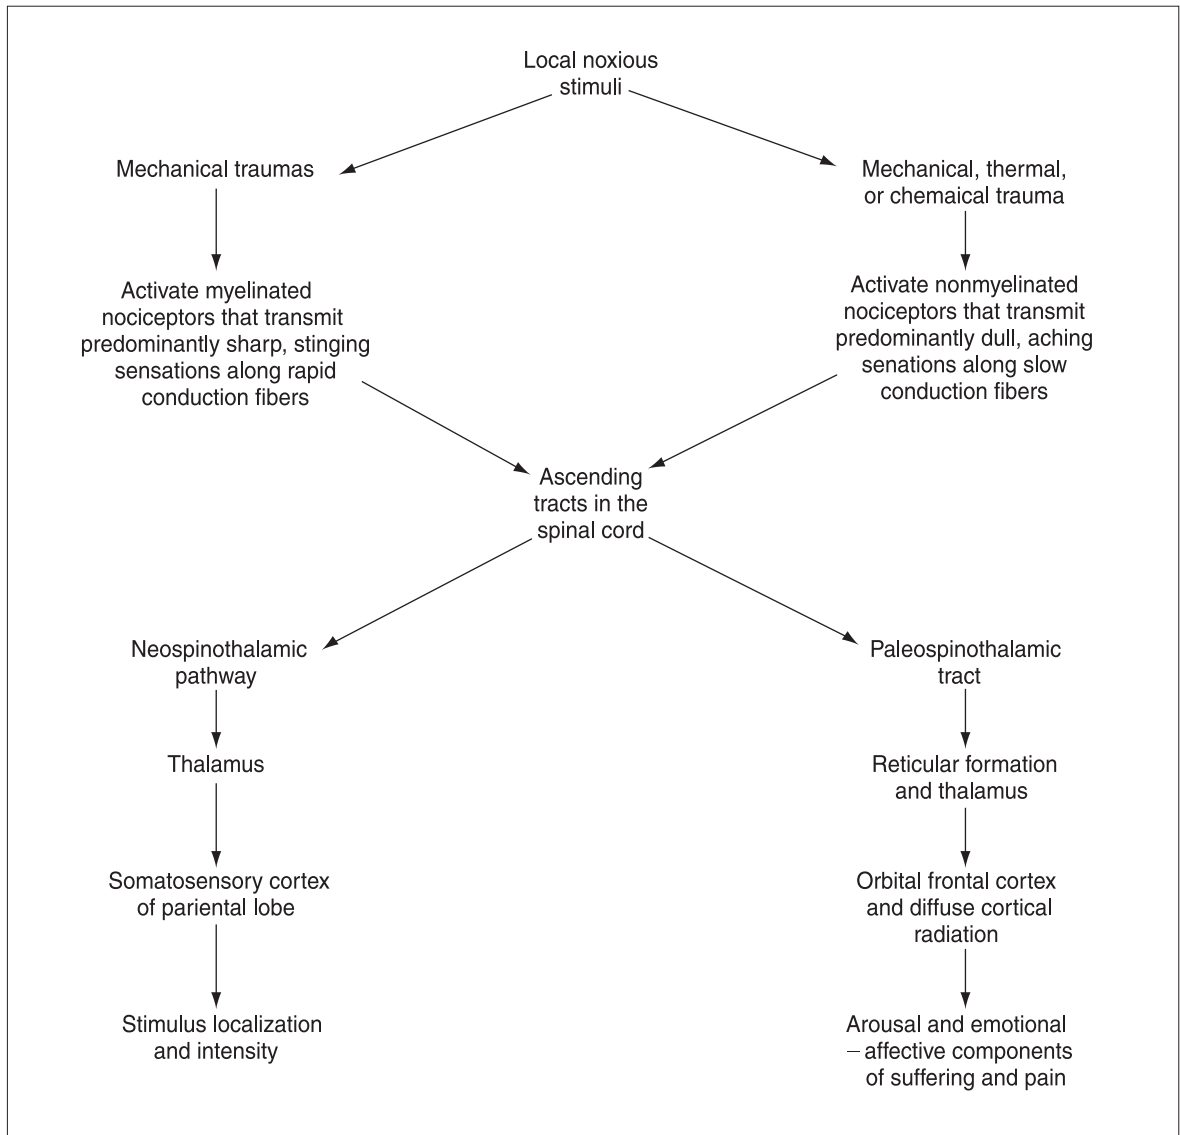 Local noxious
stimuli
Mechanical traumas
Mechanical, thermal,
or chemaical trauma
Activate myelinated
nociceptors that transmit
predominantly sharp, stinging
sensations along rapid
conduction fibers
Activate nonmyelinated
nociceptors that transmit
predominantly dull, aching
senations along slow
conduction fibers
Ascending
tracts in the
spinal cord
Neospinothalamic
pathway
Paleospinothalamic
tract
Thalamus
Reticular formation
and thalamus
Somatosensory cortex
of pariental lobe
Orbital frontal cortex
and diffuse cortical
radiation
Stimulus localization
and intensity
Arousal and emotional
– affective components
of suffering and pain